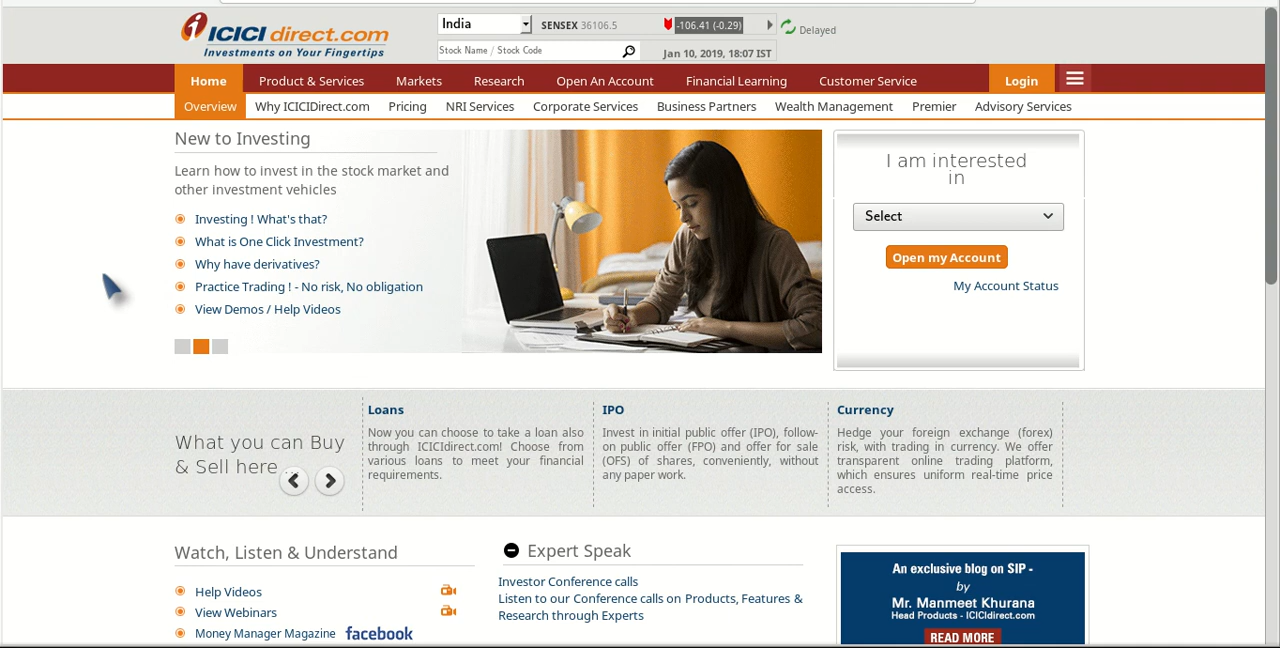 ICICI direct.com
Investments on Your Fingertips
India
SENSEX 36106.5
-106.41 (-0.29)
Delayed
Stock Name / Stock Code
Jan 10, 2019, 18:07 IST
Home Product & Services Markets Research Open An Account Financial Learning Customer Service Login
Overview Why ICICIDirect.com Pricing NRI Services Corporate Services Business Partners Wealth Management Premier Advisory Services
New to Investing
Learn how to invest in the stock market and
other investment vehicles
Investing ! What's that?
What is One Click Investment?
Why have derivatives?
Practice Trading ! - No risk, No obligation
View Demos / Help Videos
I am interested
in
Select
Open my Account
My Account Status
What you can Buy
& Sell here
Loans
Now you can choose to take a loan also
through ICICIdirect.com! Choose from
various loans to meet your financial
requirements.
IPO
Invest in initial public offer (IPO), follow-
on public offer (FPO) and offer for sale
(OFS) of shares, conveniently, without
any paper work.
Currency
Hedge your foreign exchange (forex)
risk, with trading in currency. We offer
transparent online trading platform,
which ensures uniform real-time price
access.
Watch, Listen & Understand
Help Videos
View Webinars
Money Manager Magazine facebook
Expert Speak
Investor Conference calls
Listen to our Conference calls on Products, Features &
Research through Experts
An exclusive blog on SIP -
by
Mr. Manmeet Khurana
Head Products - ICICIdirect.com
READ MORE